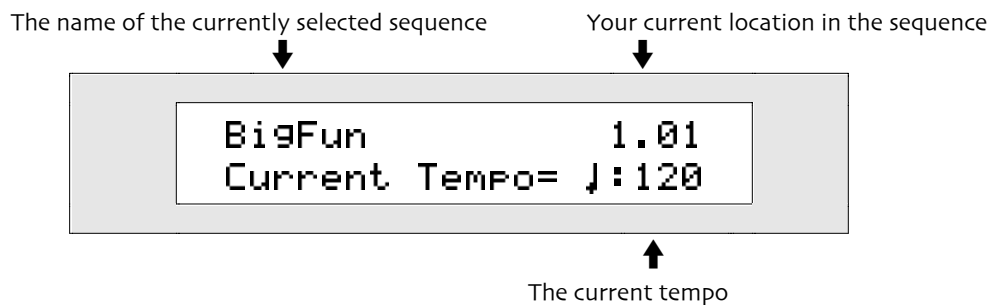 The name of the currently selected sequence Your current location in the sequence
BigFun 1.01
Current Tempo= ♩:120
The current tempo